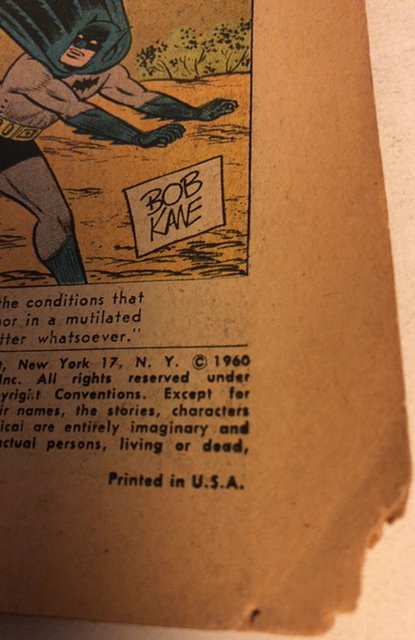 BOB
KANE
the conditions that
nor in a mutilated
tter whatsoever."
New York 17, N. Y. © 1960
Inc. All rights reserved under
yright Conventions. Except for
ir names, the stories, characters
ical are entirely imaginary and
actual persons, living or dead,
Printed in U.S.A.